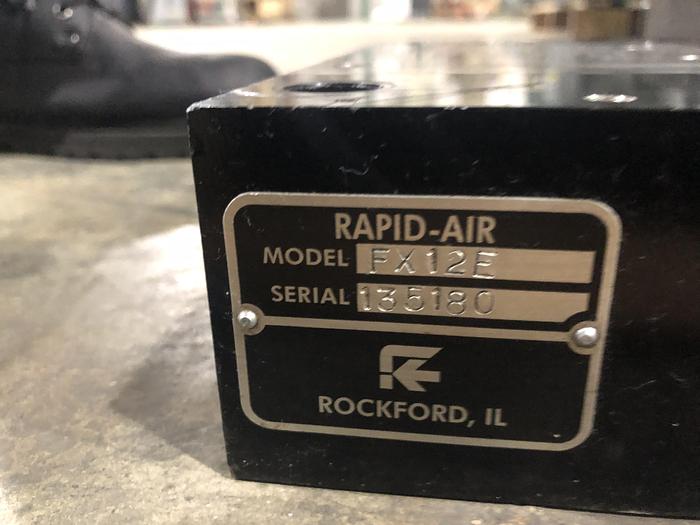 RAPID-AIR
MODEL FX12E
SERIAL 135180
ROCKFORD, IL